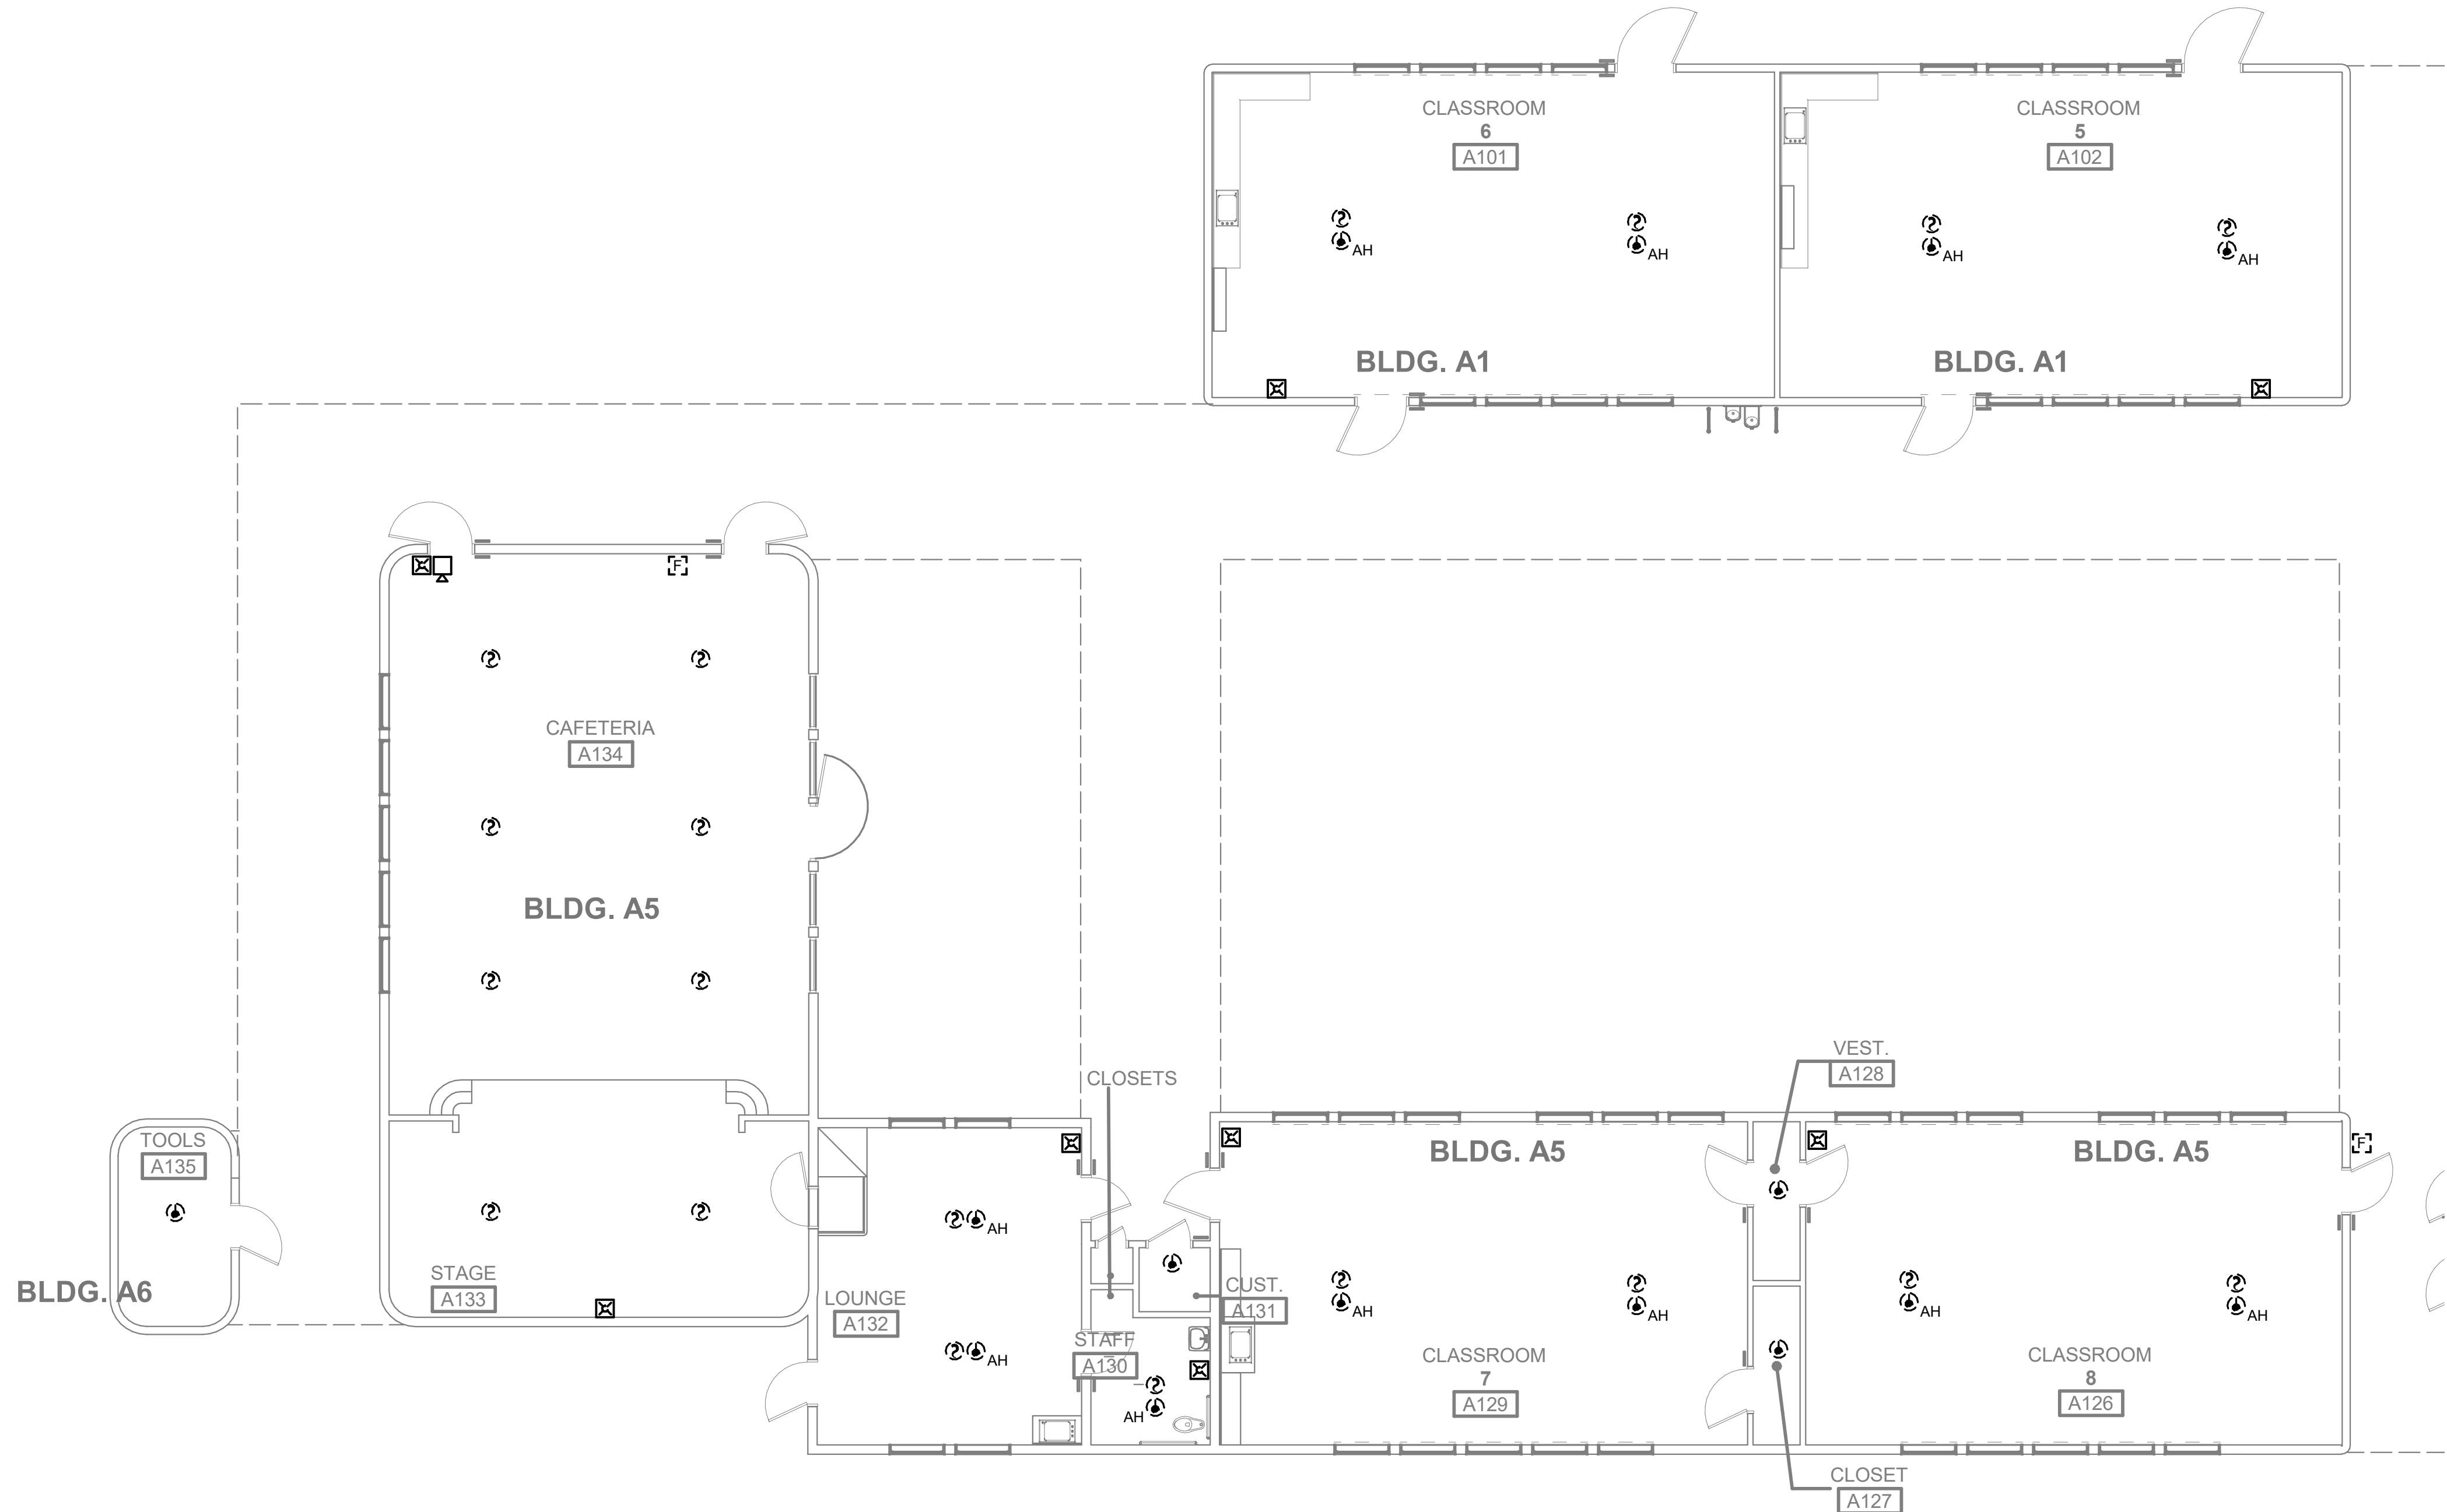 CLASSROOM
6
A101
CLASSROOM
5
A102
AH
AH
AH
AH
BLDG. A1
BLDG. A1
F
CAFETERIA
A134
BLDG. A5
VEST.
A128
CLOSETS
TOOLS
A135
BLDG. A5
BLDG. A5
F
AH
STAGE
A133
BLDG. A6
LOUNGE
A132
CUST.
A131
AH
AH
AH
AH
STAFF
A130
AH
CLASSROOM
7
A129
CLASSROOM
8
A126
AH
CLOSET
A127